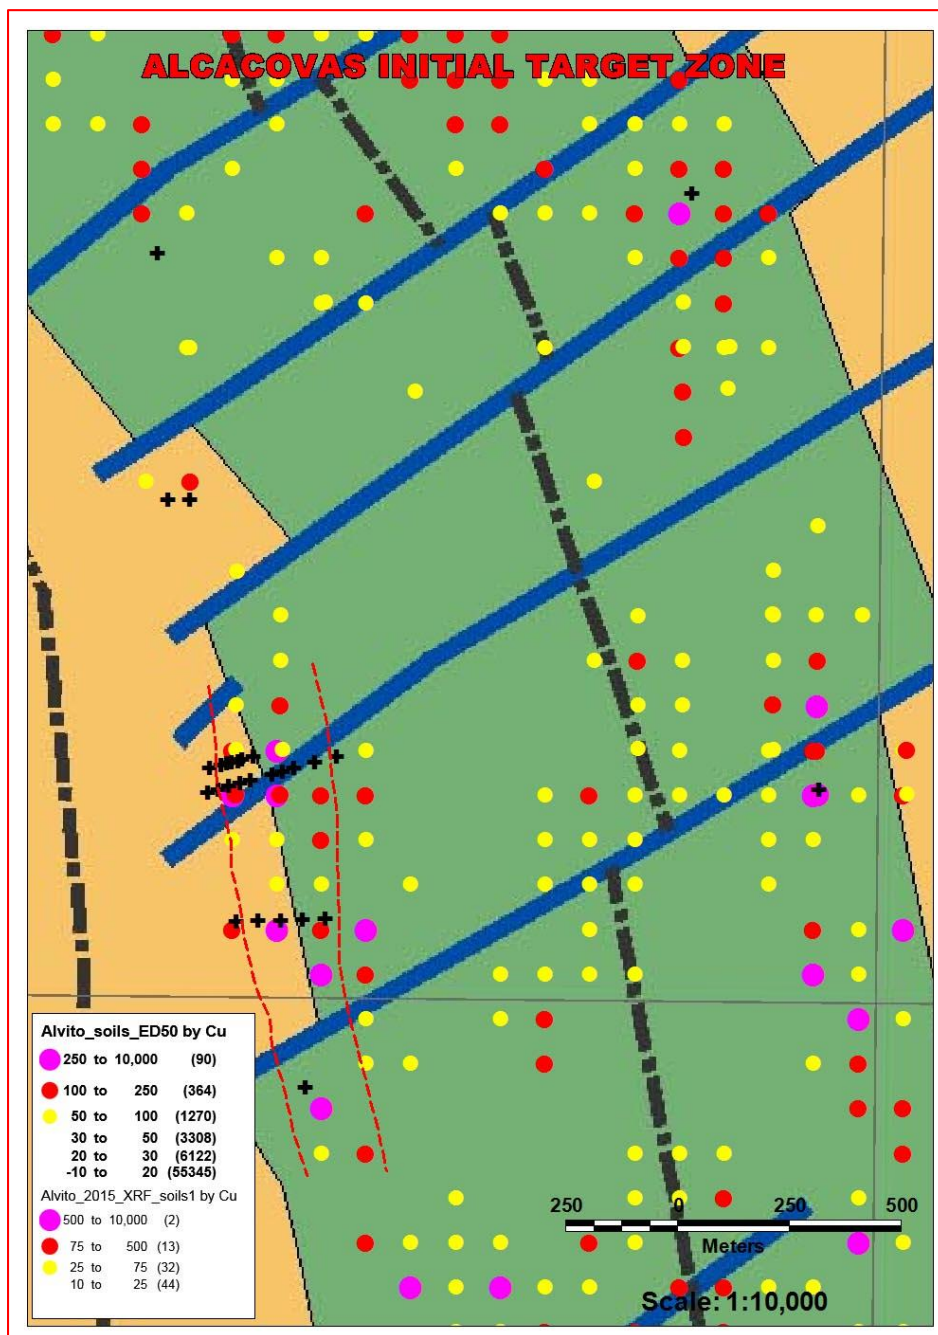 ALCACOVAS INITIAL TARGET ZONE
Alvito_soils_ED50 by Cu
250 to 10,000 (90)
100 to 250 (364)
50 to 100 (1270)
30 to 50 (3308)
20 to 30 (6122)
-10 to 20 (55345)
Alvito_2015_XRF_soils1 by Cu
500 to 10,000 (2)
75 to 500 (13)
25 to 75 (32)
10 to 25 (44)
250 0 250 500
Meters
Scale: 1:10,000